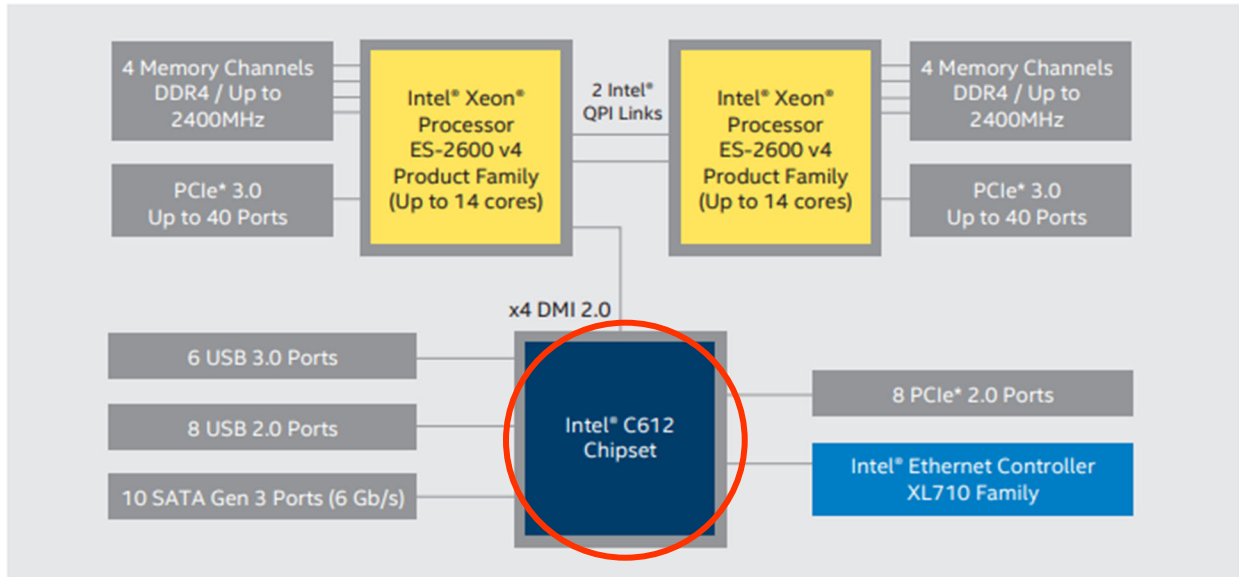 4 Memory Channels
DDR4 / Up to
2400MHz
PCIe* 3.0
Up to 40 Ports
Intel® Xeon®
Processor
ES-2600 v4
Product Family
(Up to 14 cores)
2 Intel®
QPI Links
Intel® Xeon®
Processor
ES-2600 v4
Product Family
(Up to 14 cores)
4 Memory Channels
DDR4 / Up to
2400MHz
PCIe* 3.0
Up to 40 Ports
x4 DMI 2.0
6 USB 3.0 Ports
8 USB 2.0 Ports
10 SATA Gen 3 Ports (6 Gb/s)
Intel® C612
Chipset
8 PCIe* 2.0 Ports
Intel® Ethernet Controller
XL710 Family